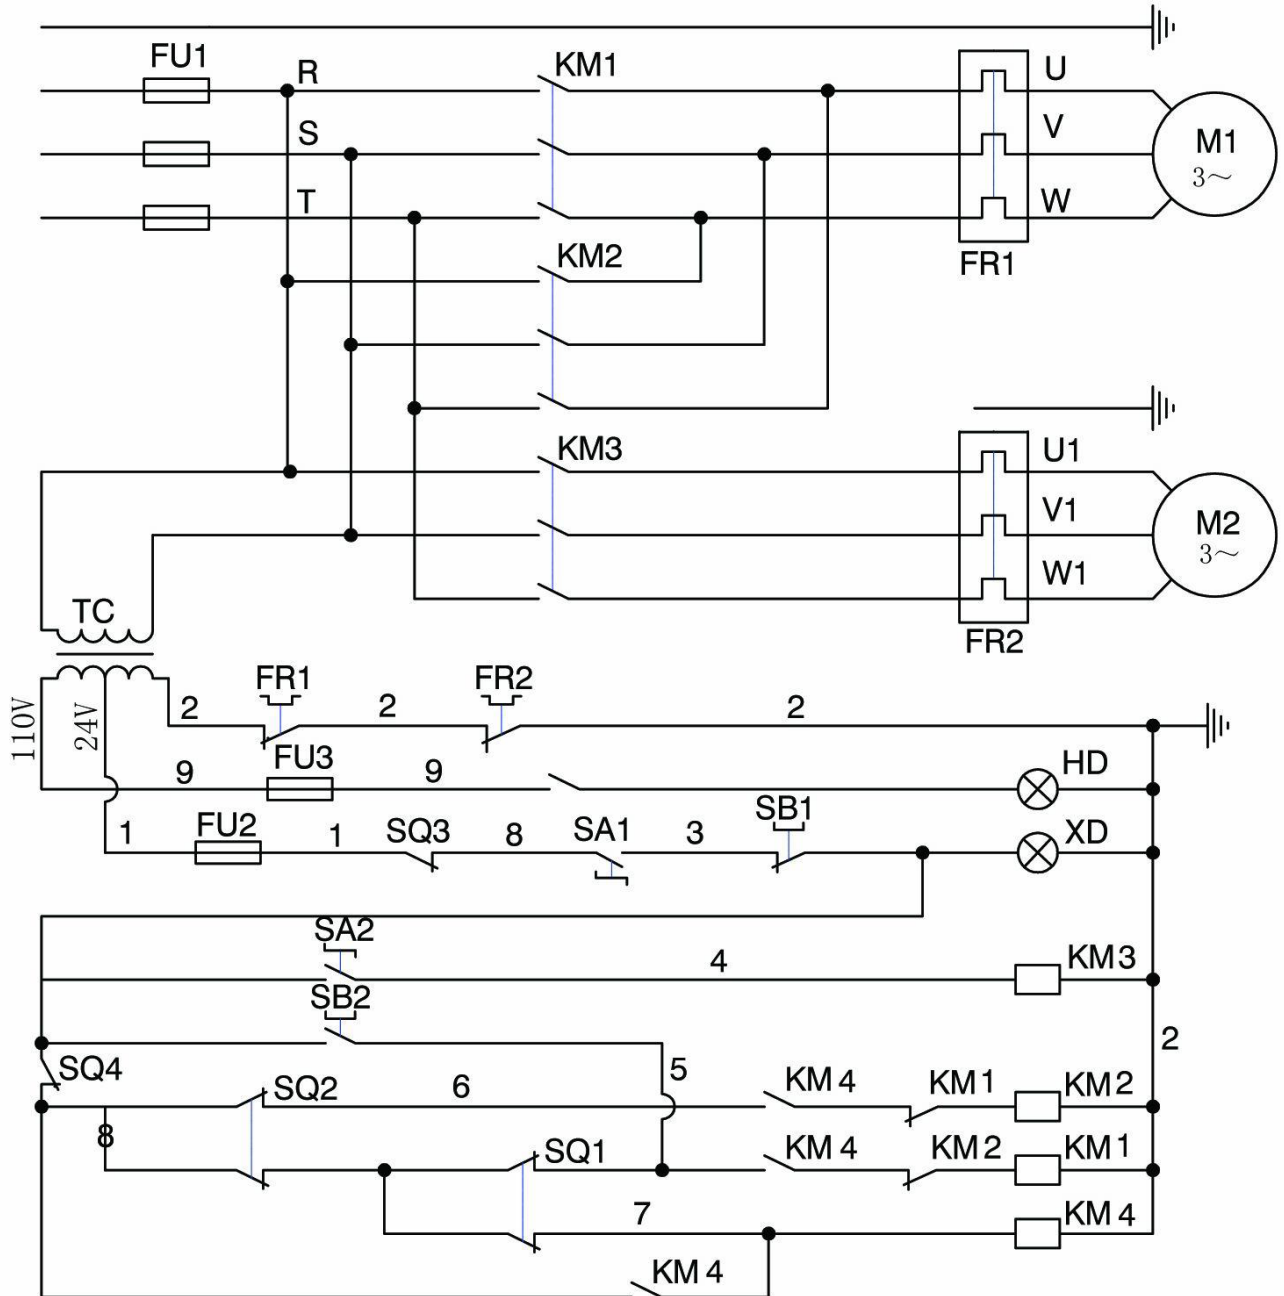 FU1
R
KM1
U
S
V
M1
3~
T
W
KM2
FR1
KM3
U1
V1
M2
3~
W1
TC
FR2
FR1
FR2
110V
24V
2
2
2
9
FU3
9
HD
1
FU2
1
SQ3
8
SA1
3
SB1
XD
SA2
4
KM3
SB2
2
SQ4
SQ2
6
5
KM4
KM1
KM2
8
SQ1
KM4
KM2
KM1
7
KM4
KM4